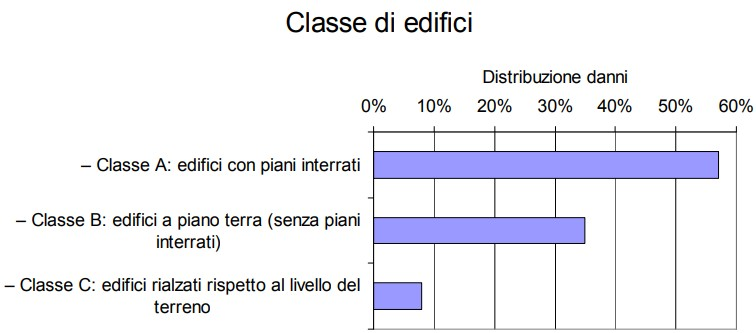 Classe di edifici
Distribuzione danni
0% 10% 20% 30% 40% 50% 60%
– Classe A: edifici con piani interrati
– Classe B: edifici a piano terra (senza piani
interrati)
– Classe C: edifici rialzati rispetto al livello del
terreno